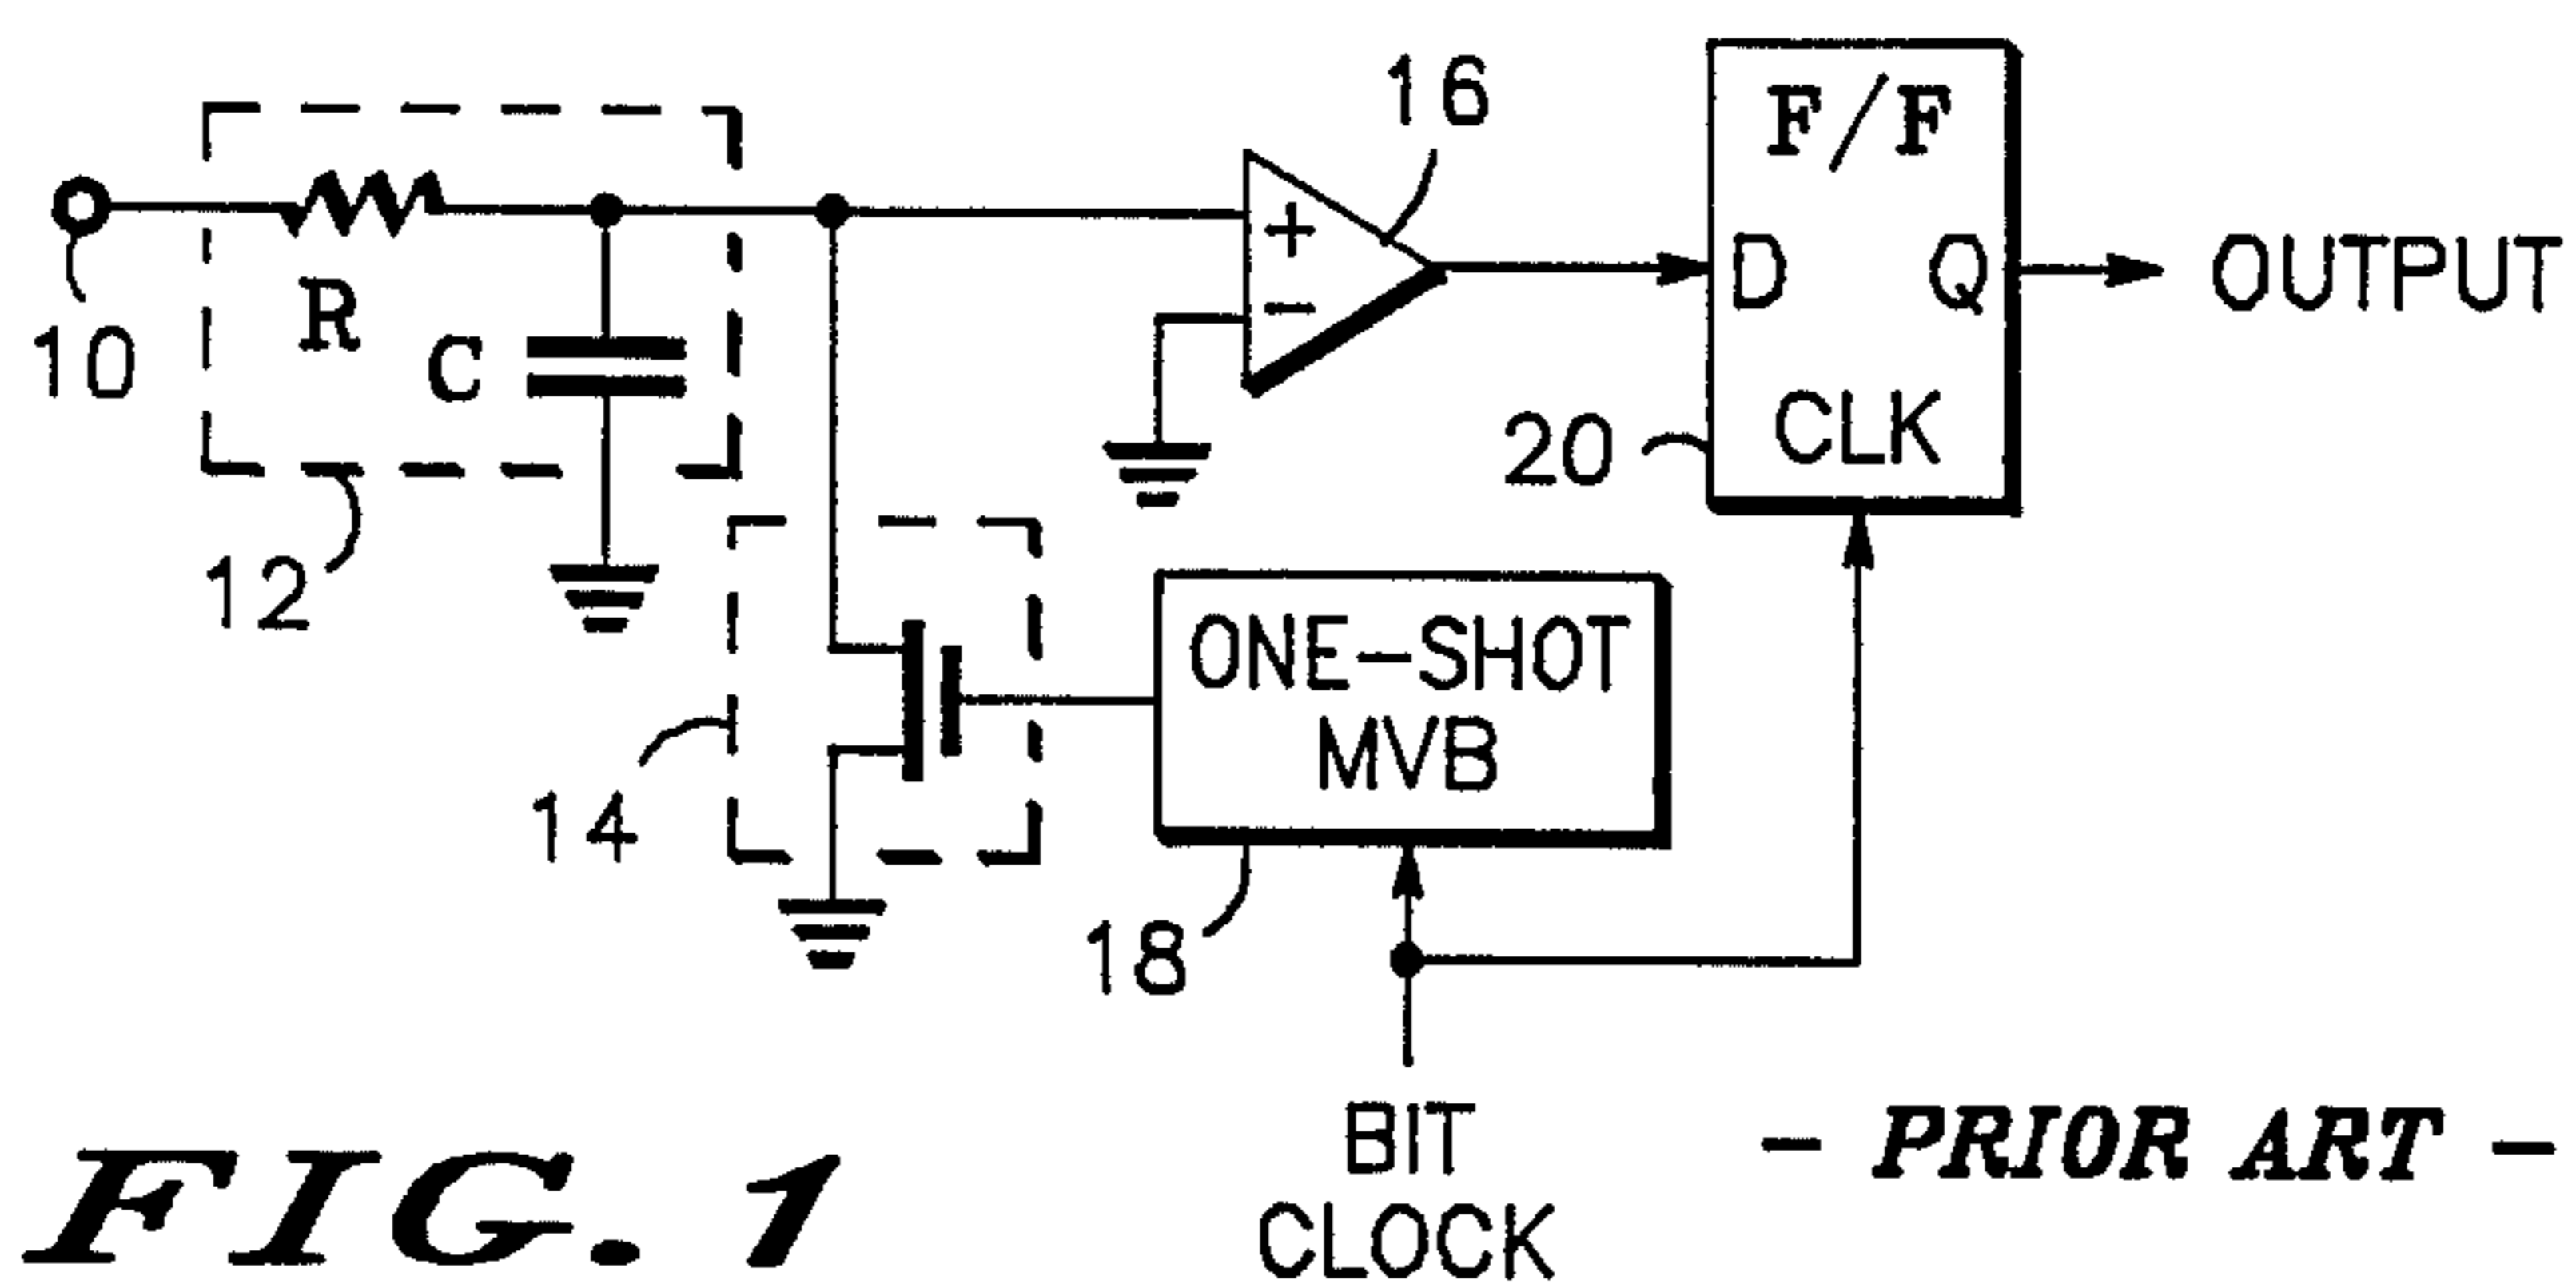 16
F/F
10
R
C
+
-
D
Q
OUTPUT
20
CLK
12
ONE-SHOT
MVB
14
18
BIT
CLOCK
- PRIOR ART -
FIG. 1